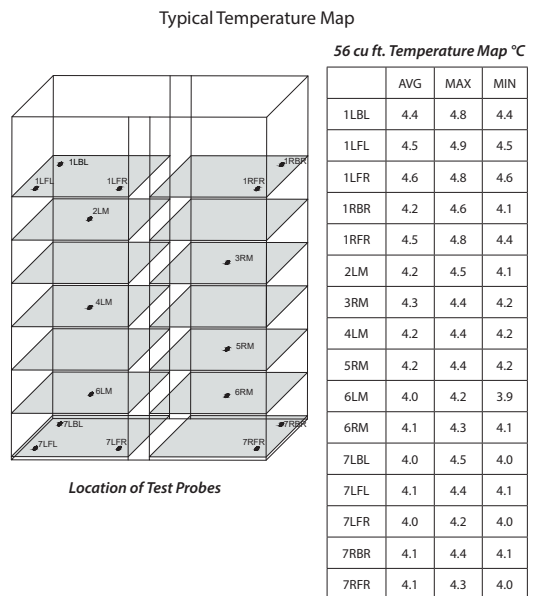 Typical Temperature Map
56 cu ft. Temperature Map °C
AVG MAX MIN
1LBL 4.4 4.8 4.4
1LFL 4.5 4.9 4.5
1LFR 4.6 4.8 4.6
1RBR 4.2 4.6 4.1
1RFR 4.5 4.8 4.4
2LM 4.2 4.5 4.1
3RM 4.3 4.4 4.2
4LM 4.2 4.4 4.2
5RM 4.2 4.4 4.2
6LM 4.0 4.2 3.9
6RM 4.1 4.3 4.1
7LBL 4.0 4.5 4.0
7LFL 4.1 4.4 4.1
7LFR 4.0 4.2 4.0
7RBR 4.1 4.4 4.1
7RFR 4.1 4.3 4.0
1LBL 1RBR
1LFL 1LFR 1RFR
2LM
3RM
4LM
5RM
6LM 6RM
7LBL 7RBR
7LFL 7LFR 7RFR
Location of Test Probes